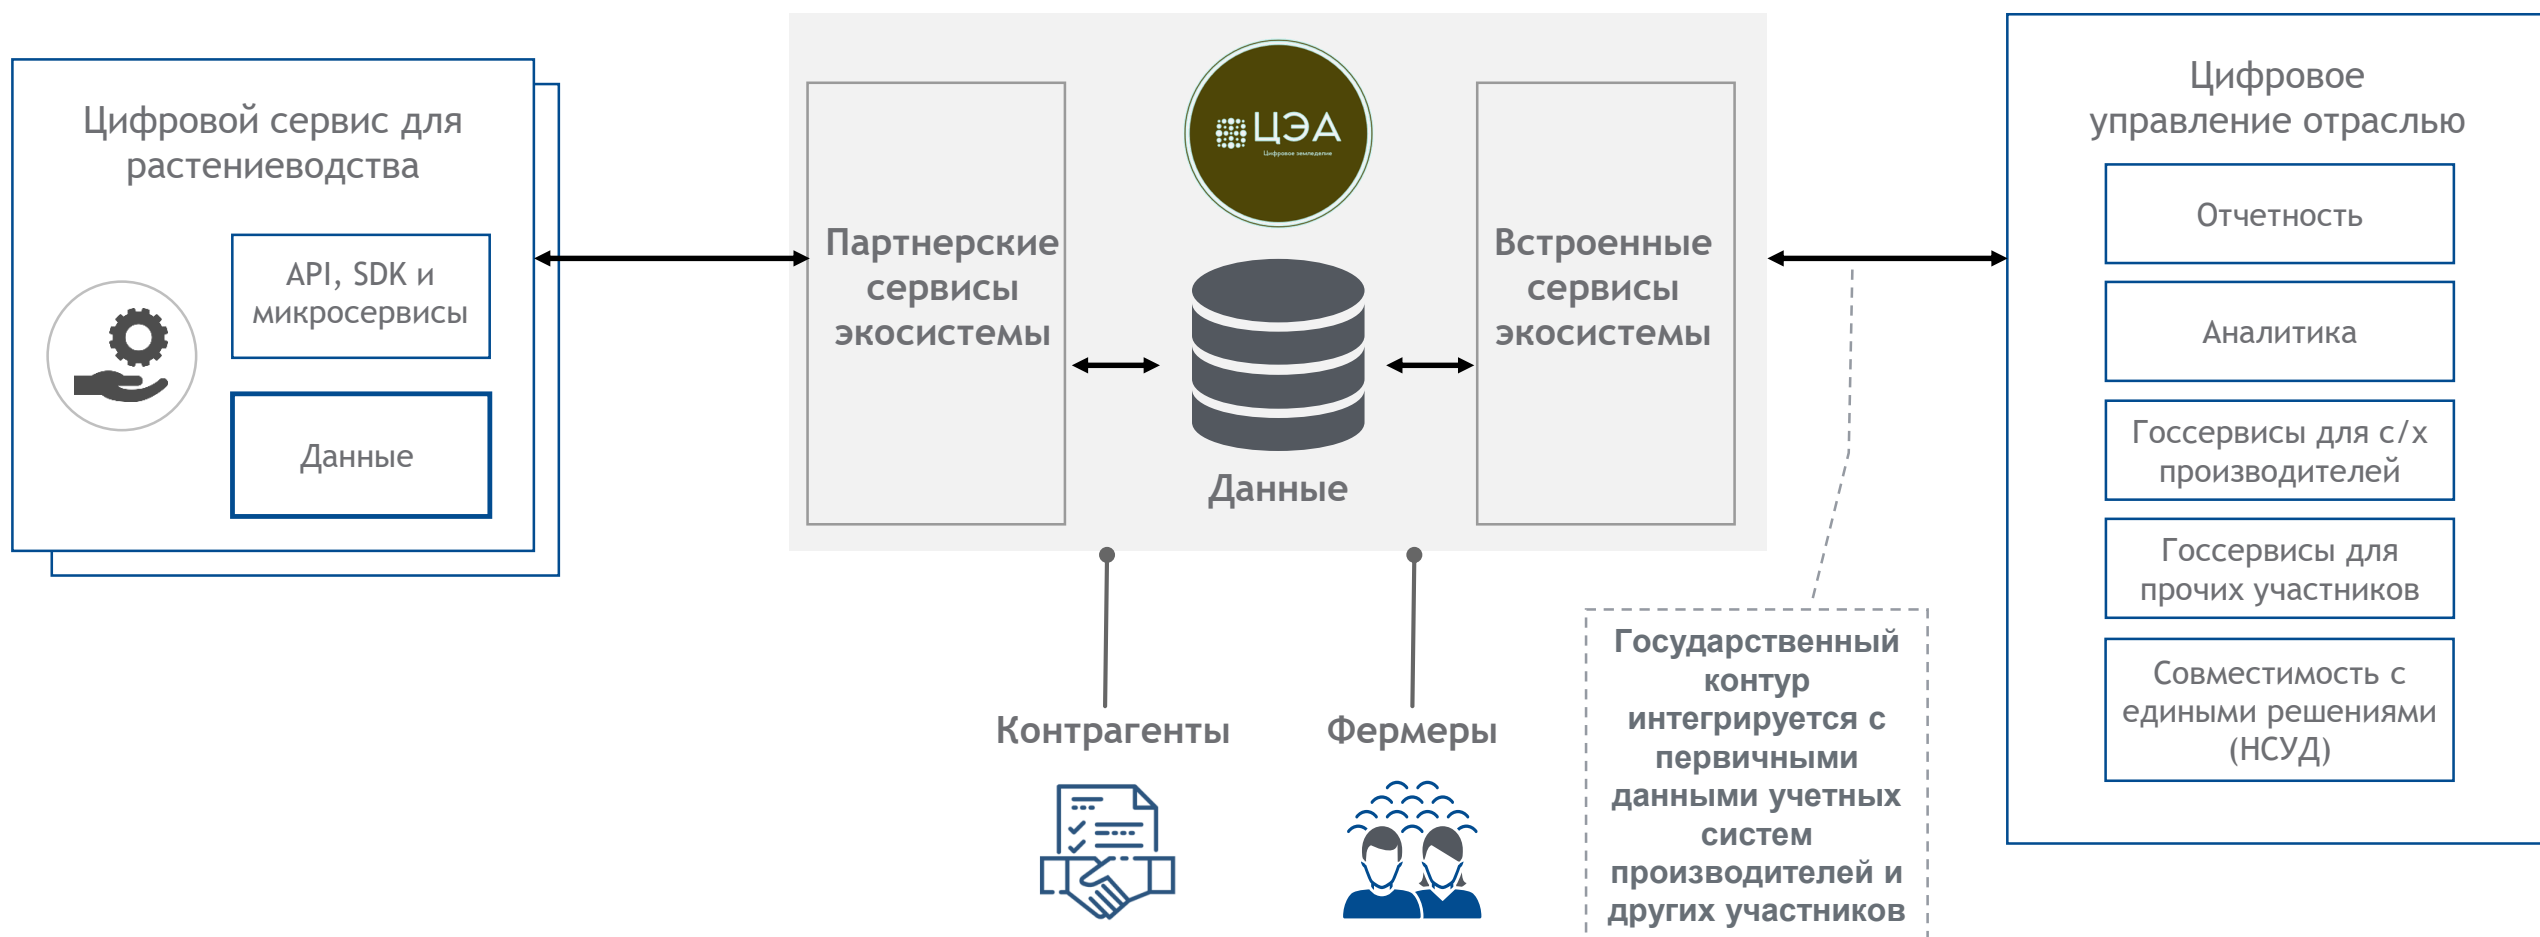 Цифровой сервис для
растениеводства
API, SDK и
микросервисы
Данные
ЦЭА
Цифровое земледелие
Партнерские
сервисы
экосистемы
Данные
Встроенные
сервисы
экосистемы
Контрагенты
Фермеры
Государственный
контур
интегрируется с
первичными
данными учетных
систем
производителей и
других участников
Цифровое
управление отраслью
Отчетность
Аналитика
Госсервисы для с/х
производителей
Госсервисы для
прочих участников
Совместимость с
едиными решениями
(НСУД)